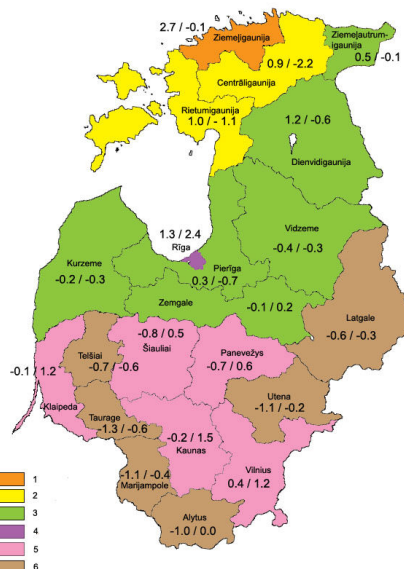 2.7 / -0.1
Ziemeļigaunija
Ziemeļautrum-
igaunija
0.5 / -0.1
0.9 / -2.2
Centrāligaunija
Rietumigaunija
1.0 / - 1.1
1.2 / -0.6
Dienvidigaunija
1.3 / 2.4
Rīga
Vidzeme
-0.4 / -0.3
Kurzeme
-0.2 / -0.3
Pierīga
0.3 / -0.7
Zemgale
-0.1 / 0.2
Latgale
-0.6 / -0.3
-0.8 / 0.5
Šiauliai
Panevežys
-0.7 / 0.6
Telšiai
-0.7 / -0.6
-0.1 / 1.2
Klaipeda
Utena
-1.1 / -0.2
Taurage
-1.3 / -0.6
-0.2 / 1.5
Kaunas
Vilnius
0.4 / 1.2
-1.1 / -0.4
Marijampole
Alytus
-1.0 / 0.0
1
2
3
4
5
6